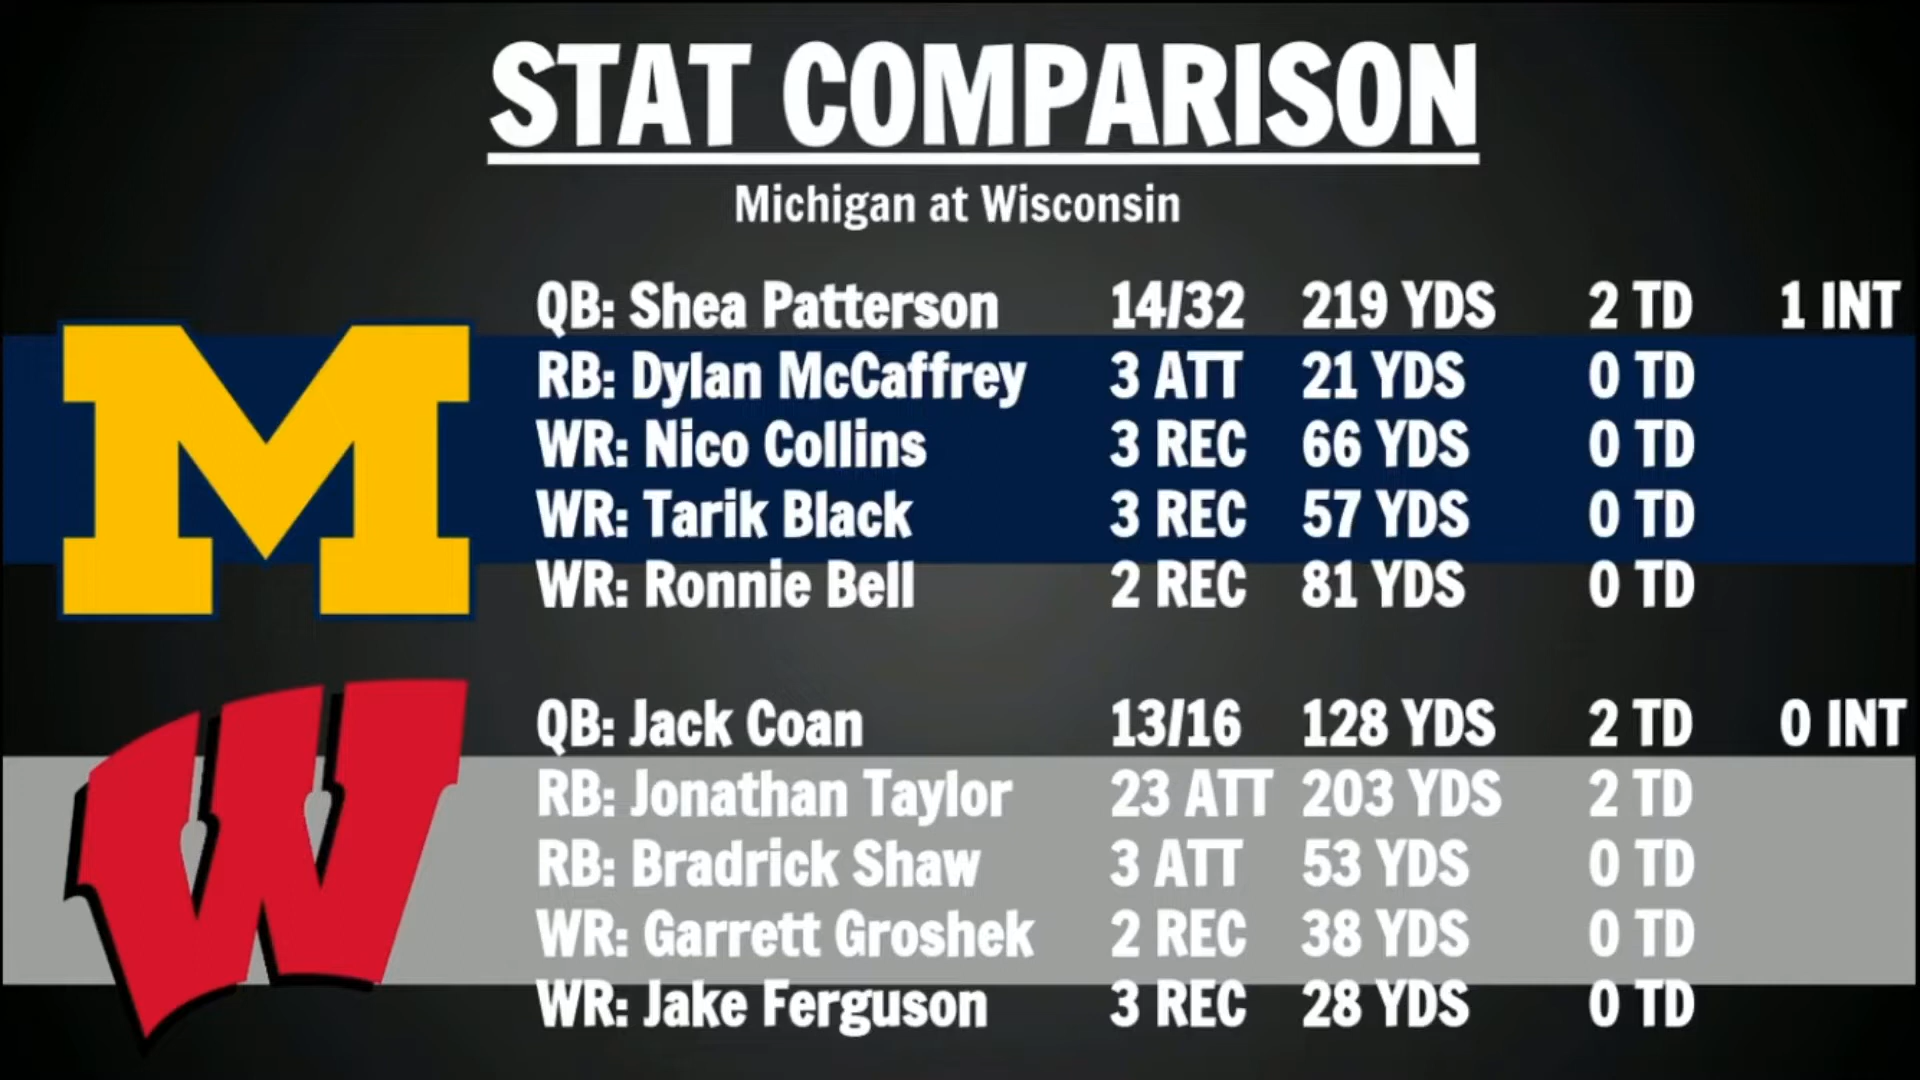 STAT COMPARISON
Michigan at Wisconsin
QB: Shea Patterson 14/32 219 YDS 2 TD 1 INT
RB: Dylan McCaffrey 3 ATT 21 YDS 0 TD
WR: Nico Collins 3 REC 66 YDS 0 TD
WR: Tarik Black 3 REC 57 YDS 0 TD
WR: Ronnie Bell 2 REC 81 YDS 0 TD
M
QB: Jack Coan 13/16 128 YDS 2 TD 0 INT
RB: Jonathan Taylor 23 ATT 203 YDS 2 TD
RB: Bradrick Shaw 3 ATT 53 YDS 0 TD
WR: Garrett Groshek 2 REC 38 YDS 0 TD
WR: Jake Ferguson 3 REC 28 YDS 0 TD
W